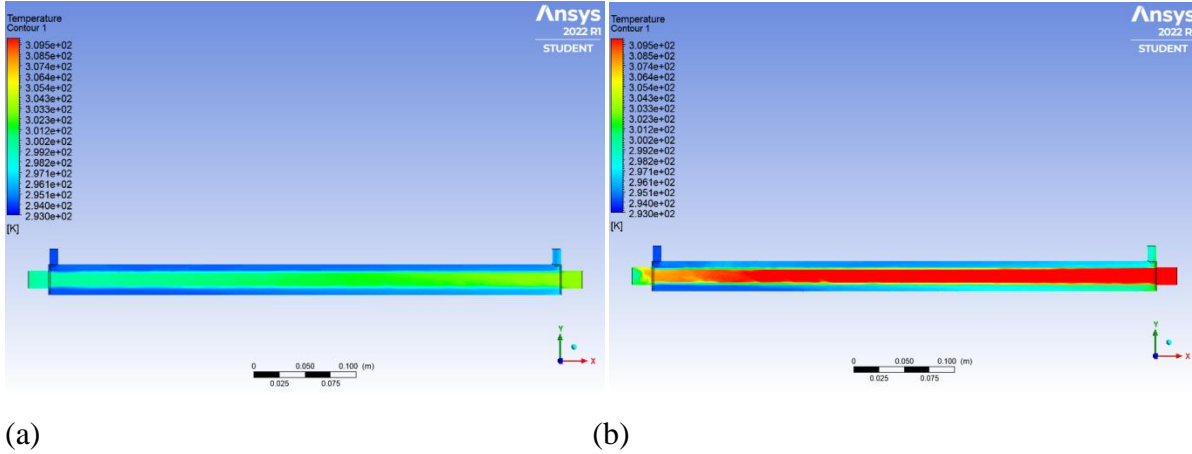 Temperature
Contour 1
3.095e+02
3.085e+02
3.074e+02
3.064e+02
3.054e+02
3.043e+02
3.033e+02
3.023e+02
3.012e+02
3.002e+02
2.992e+02
2.982e+02
2.971e+02
2.961e+02
2.951e+02
2.940e+02
2.930e+02
[K]
Ansys
2022 R1
STUDENT
Y
X
0 0.050 0.100 (m)
0.025 0.075
Temperature
Contour 1
3.095e+02
3.085e+02
3.074e+02
3.064e+02
3.054e+02
3.043e+02
3.033e+02
3.023e+02
3.012e+02
3.002e+02
2.992e+02
2.982e+02
2.971e+02
2.961e+02
2.951e+02
2.940e+02
2.930e+02
[K]
Ansys
2022 R
STUDENT
Y
X
0 0.050 0.100 (m)
0.025 0.075
(a) (b)